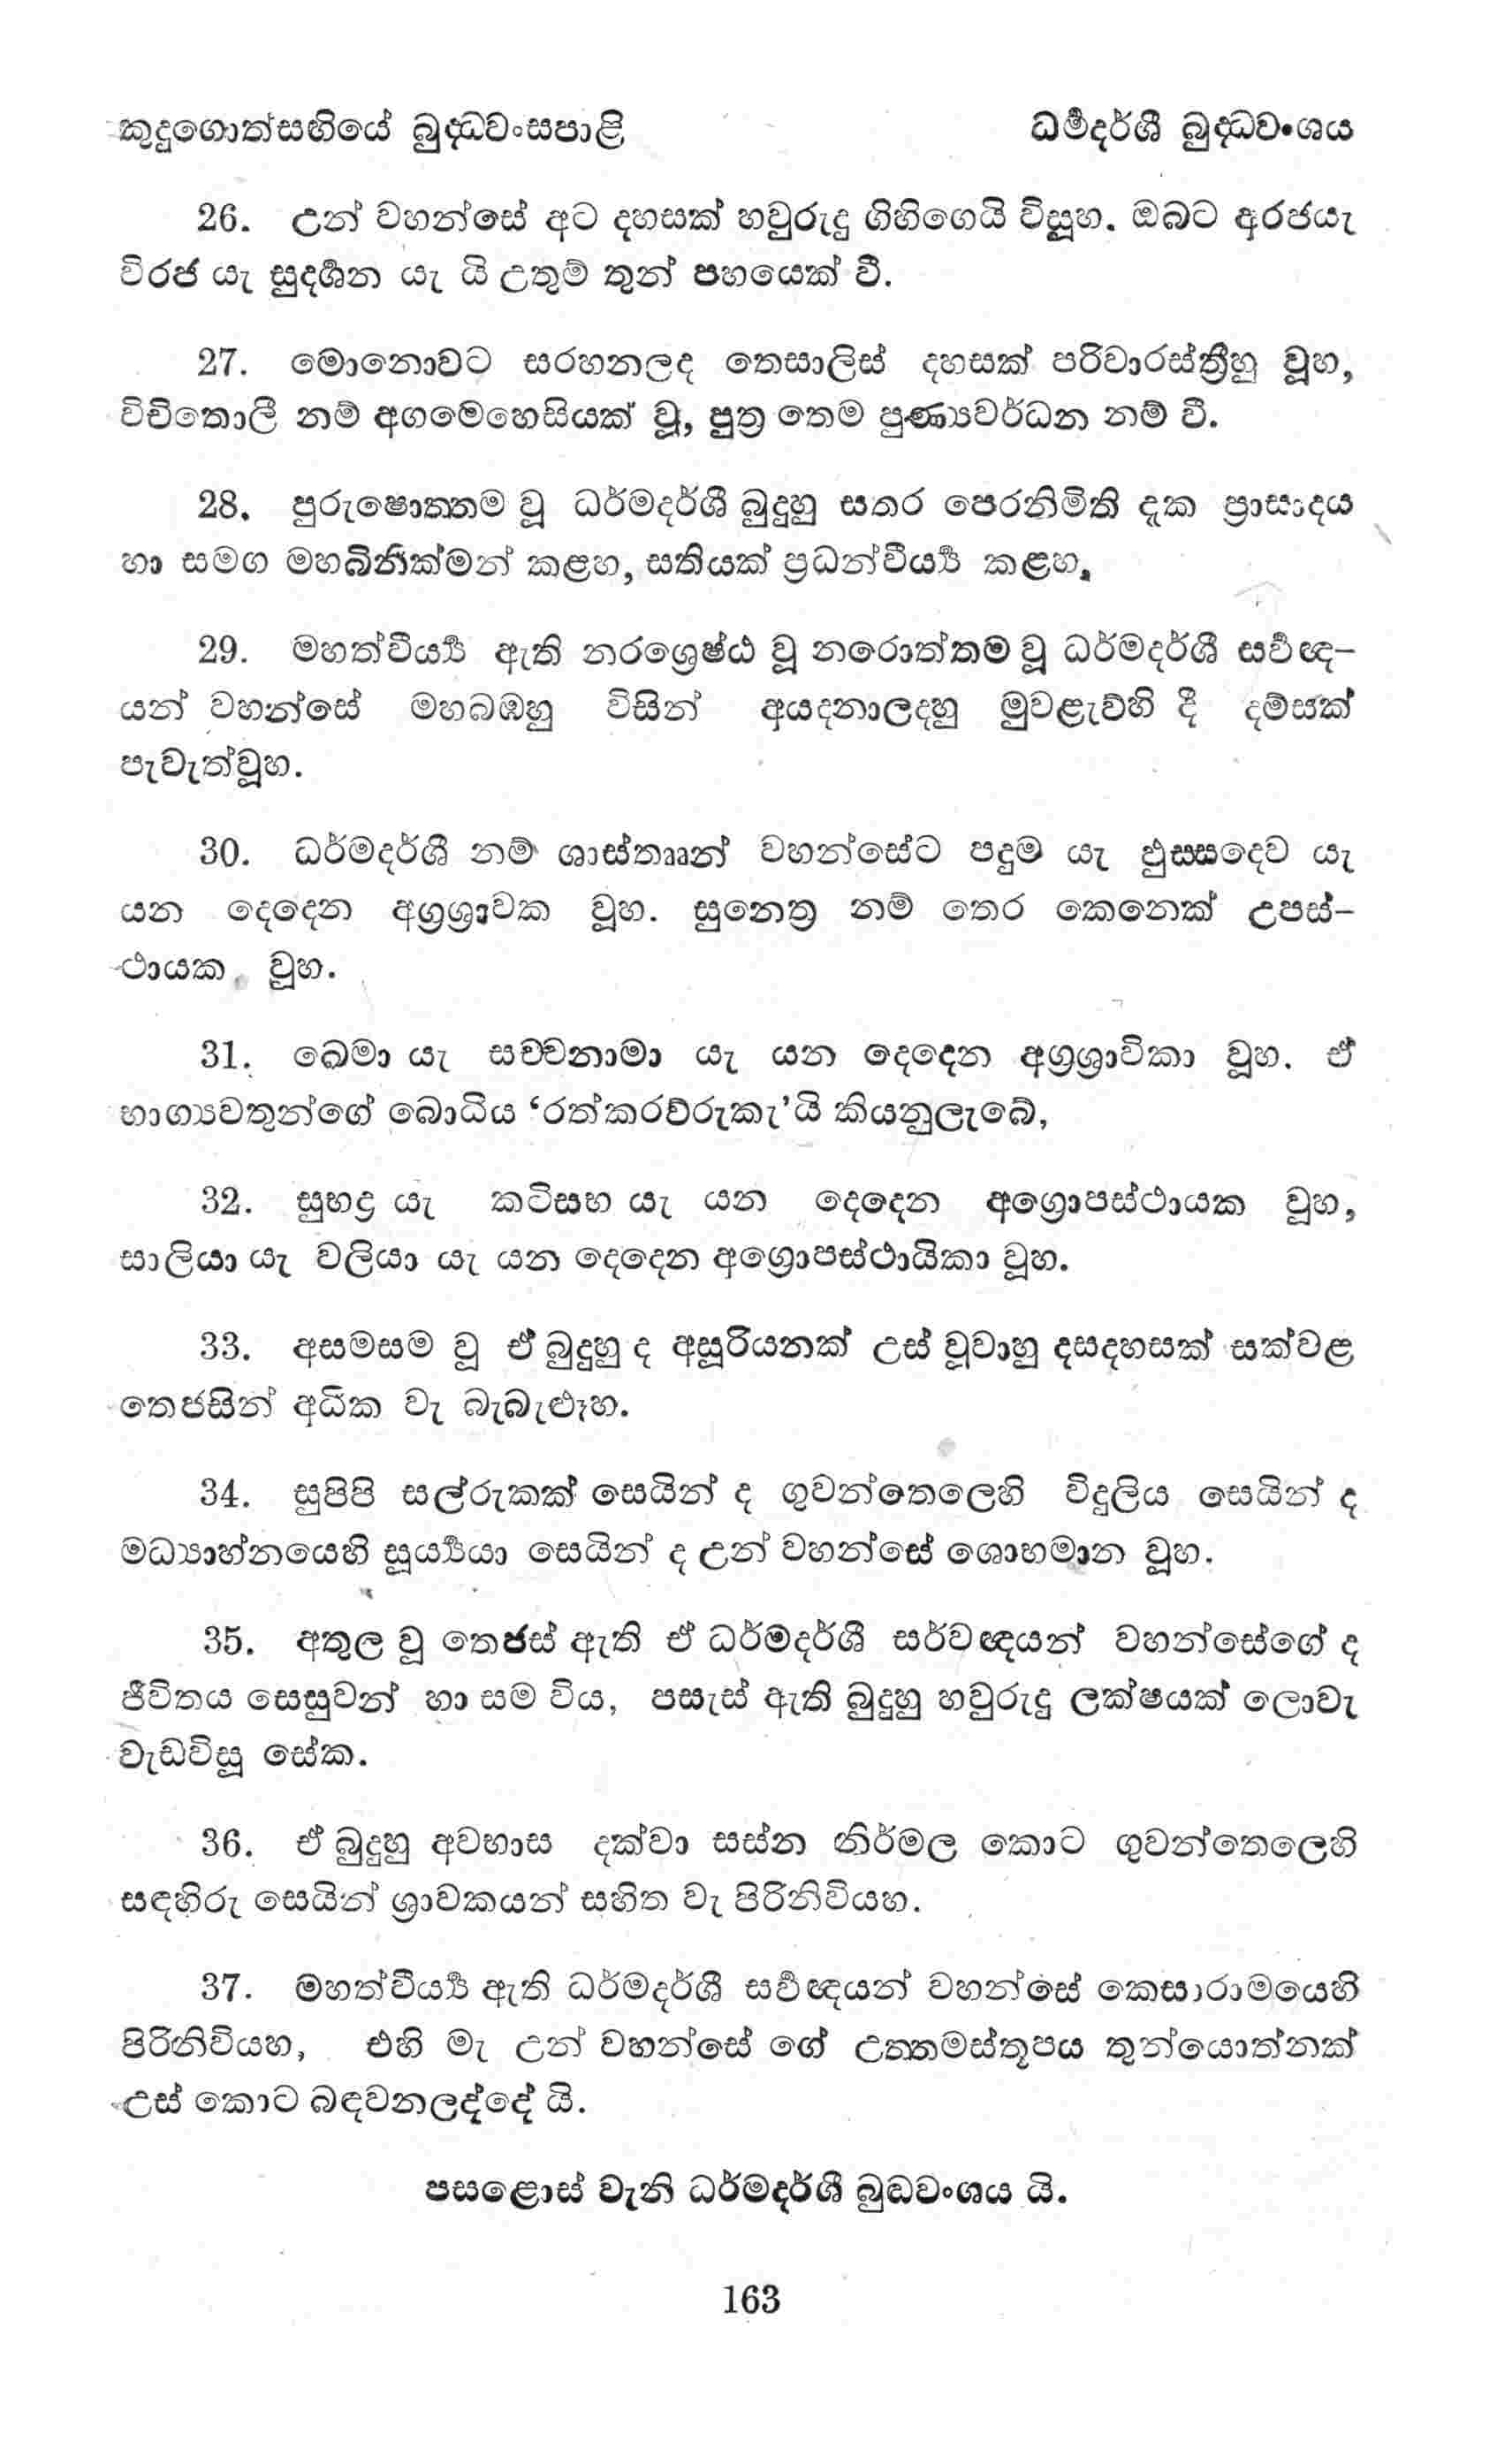 කුදුගොත්සඟියේ බුද්ධවංසපාළි ධර්‍මදර්ශී බුද්ධවංශය
26. උන් වහන්සේ අට දහසක් හවුරුදු ගිහිගෙයි විසූහ. ඔබට අරජයැ
විරජ යැ සුදර්‍ශන යැ යි උතුම් තුන් පහයෙක් වී.
27. මොනොවට සරහනලද තෙසාලිස් දහසක් පරිවාරස්ත්‍රීහු වූහ,
විචිතොලී නම් අගමෙහෙසියක් වූ, පුත්‍ර තෙම පුණ්‍යවර්ධන නම් වී.
28. පුරුෂොත්තම වූ ධර්මදර්ශී බුදුහු සතර පෙරනිමිති දැක ප්‍රාසාදය
හා සමග මහබිනික්මන් කළහ, සතියක් ප්‍රධන්වීර්‍ය්‍ය කළහ,
29. මහත්වීර්‍ය්‍ය ඇති නරශ්‍රෙෂ්ඨ වූ නරොත්තම වූ ධර්මදර්ශී සර්‍වඥ-
යන් වහන්සේ මහබඹහු විසින් අයදනාලදහු මුවළැව්හි දී දම්සක්
පැවැත්වූහ.
30. ධර්මදර්ශී නම් ශාස්තෲන් වහන්සේට පදුම යැ ඵුස්සදෙව යැ
යන දෙදෙන අග්‍රශ්‍රාවක වූහ. සුනෙත්‍ර නම් තෙර කෙනෙක් උපස්-
ථායක වූහ.
31. ඛෙමා යැ සච්චනාමා යැ යන දෙදෙන අග්‍රශ්‍රාවිකා වූහ. ඒ
භාග්‍යවතුන්ගේ බොධිය ‘රත්කරව්රුකැ’යි කියනුලැබේ,
32. සුභද්‍ර යැ කටිසභ යැ යන දෙදෙන අග්‍රොපස්ථායක වූහ,
සාලියා යැ වලියා යැ යන දෙදෙන අග්‍රොපස්ථායිකා වූහ.
33. අසමසම වූ ඒ බුදුහු ද අසූරියනක් උස් වූවාහු දසදහසක් සක්වළ
තෙජසින් අධික වැ බැබැළූහ.
34. සුපිපි සල්රුකක් සෙයින් ද ගුවන්තෙලෙහි විදුලිය සෙයින් ද
මධ්‍යාහ්නයෙහි සූර්‍ය්‍යයා සෙයින් ද උන් වහන්සේ ශොභමාන වූහ.
35. අතුල වූ තෙජස් ඇති ඒ ධර්මදර්ශී සර්වඥයන් වහන්සේගේ ද
ජීවිතය සෙසුවන් හා සම විය, පසැස් ඇති බුදුහු හවුරුදු ලක්ෂයක් ලොවැ
වැඩවිසූ සේක.
36. ඒ බුදුහු අවභාස දක්වා සස්න නිර්මල කොට ගුවන්තෙලෙහි
සඳහිරු සෙයින් ශ්‍රාවකයන් සහිත වැ පිරිනිවියහ.
37. මහත්වීර්‍ය්‍ය ඇති ධර්මදර්ශී සර්‍වඥයන් වහන්සේ කෙසාරාමයෙහි
පිරිනිවියහ, එහි මැ උන් වහන්සේ ගේ උත්තමස්තූපය තුන්යොත්නක්
උස් කොට බඳවනලද්දේ යි.
පසළොස් වැනි ධර්මදර්ශී බුද්ධවංශය යි.
163